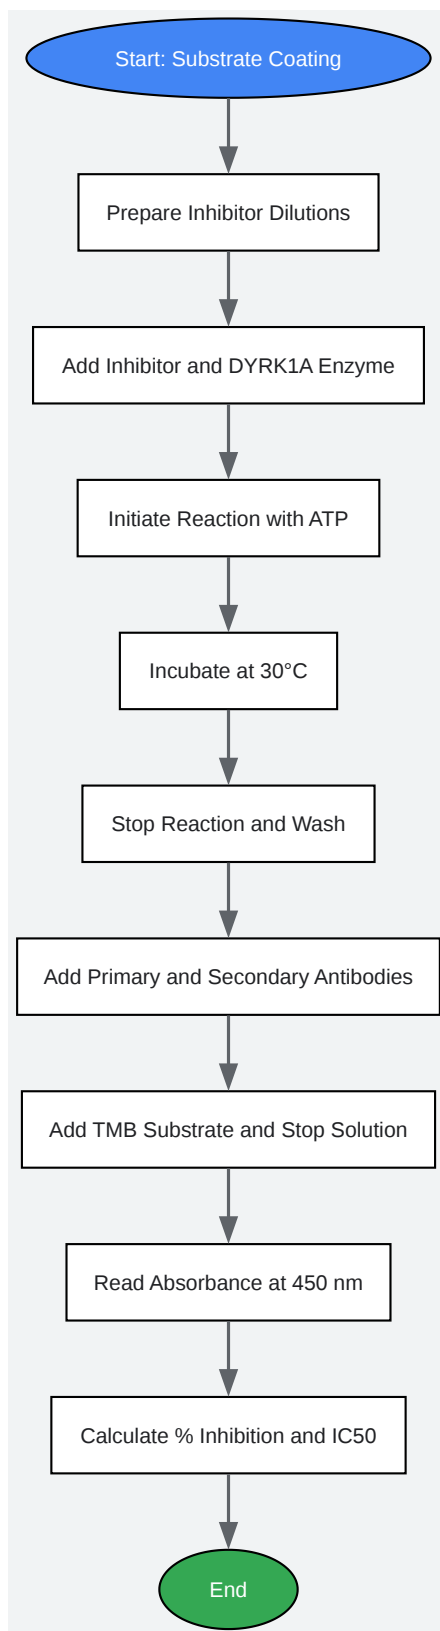 Start: Substrate Coating
Prepare Inhibitor Dilutions
Add Inhibitor and DYRK1A Enzyme
Initiate Reaction with ATP
Incubate at 30°C
Stop Reaction and Wash
Add Primary and Secondary Antibodies
Add TMB Substrate and Stop Solution
Read Absorbance at 450 nm
Calculate % Inhibition and IC50
End